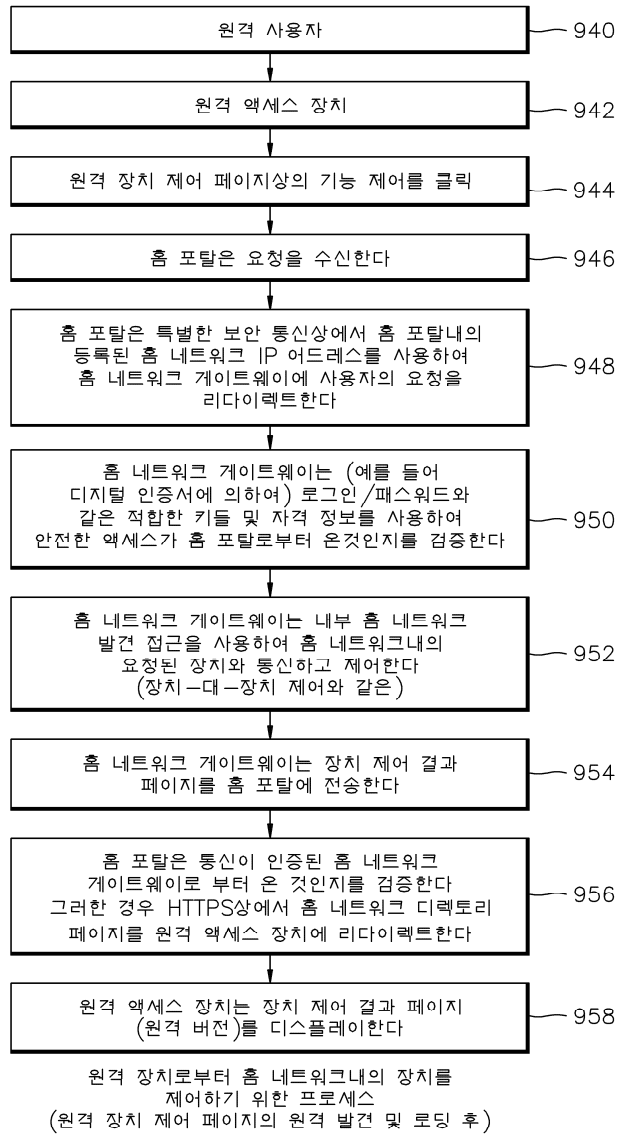 원격 사용자
940
원격 액세스 장치
942
원격 장치 제어 페이지상의 기능 제어를 클릭
944
홈 포탈은 요청을 수신한다
946
홈 포탈은 특별한 보안 통신상에서 홈 포탈내의
등록된 홈 네트워크 IP 어드레스를 사용하여
홈 네트워크 게이트웨이에 사용자의 요청을
리다이렉트한다
948
홈 네트워크 게이트웨이는 (예를 들어
디지털 인증서에 의하여) 로그인/패스워드와
같은 적합한 키들 및 자격 정보를 사용하여
안전한 액세스가 홈 포탈로부터 온것인지를 검증한다
950
홈 네트워크 게이트웨이는 내부 홈 네트워크
발견 접근을 사용하여 홈 네트워크내의
요청된 장치와 통신하고 제어한다
(장치-대-장치 제어와 같은)
952
홈 네트워크 게이트웨이는 장치 제어 결과
페이지를 홈 포탈에 전송한다
954
홈 포탈은 통신이 인증된 홈 네트워크
게이트웨이로 부터 온 것인지를 검증한다
그러한 경우 HTTPS상에서 홈 네트워크 디렉토리
페이지를 원격 액세스 장치에 리다이렉트한다
956
원격 액세스 장치는 장치 제어 결과 페이지
(원격 버전)를 디스플레이한다
958
원격 장치로부터 홈 네트워크내의 장치를
제어하기 위한 프로세스
(원격 장치 제어 페이지의 원격 발견 및 로딩 후)